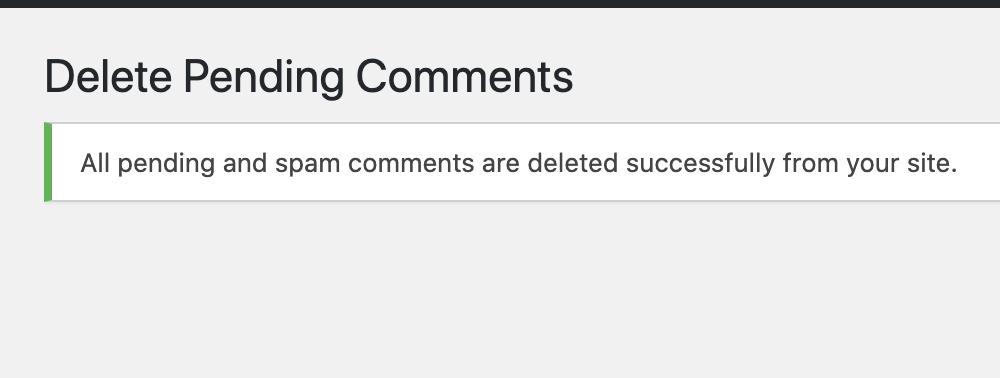 Delete Pending Comments
All pending and spam comments are deleted successfully from your site.